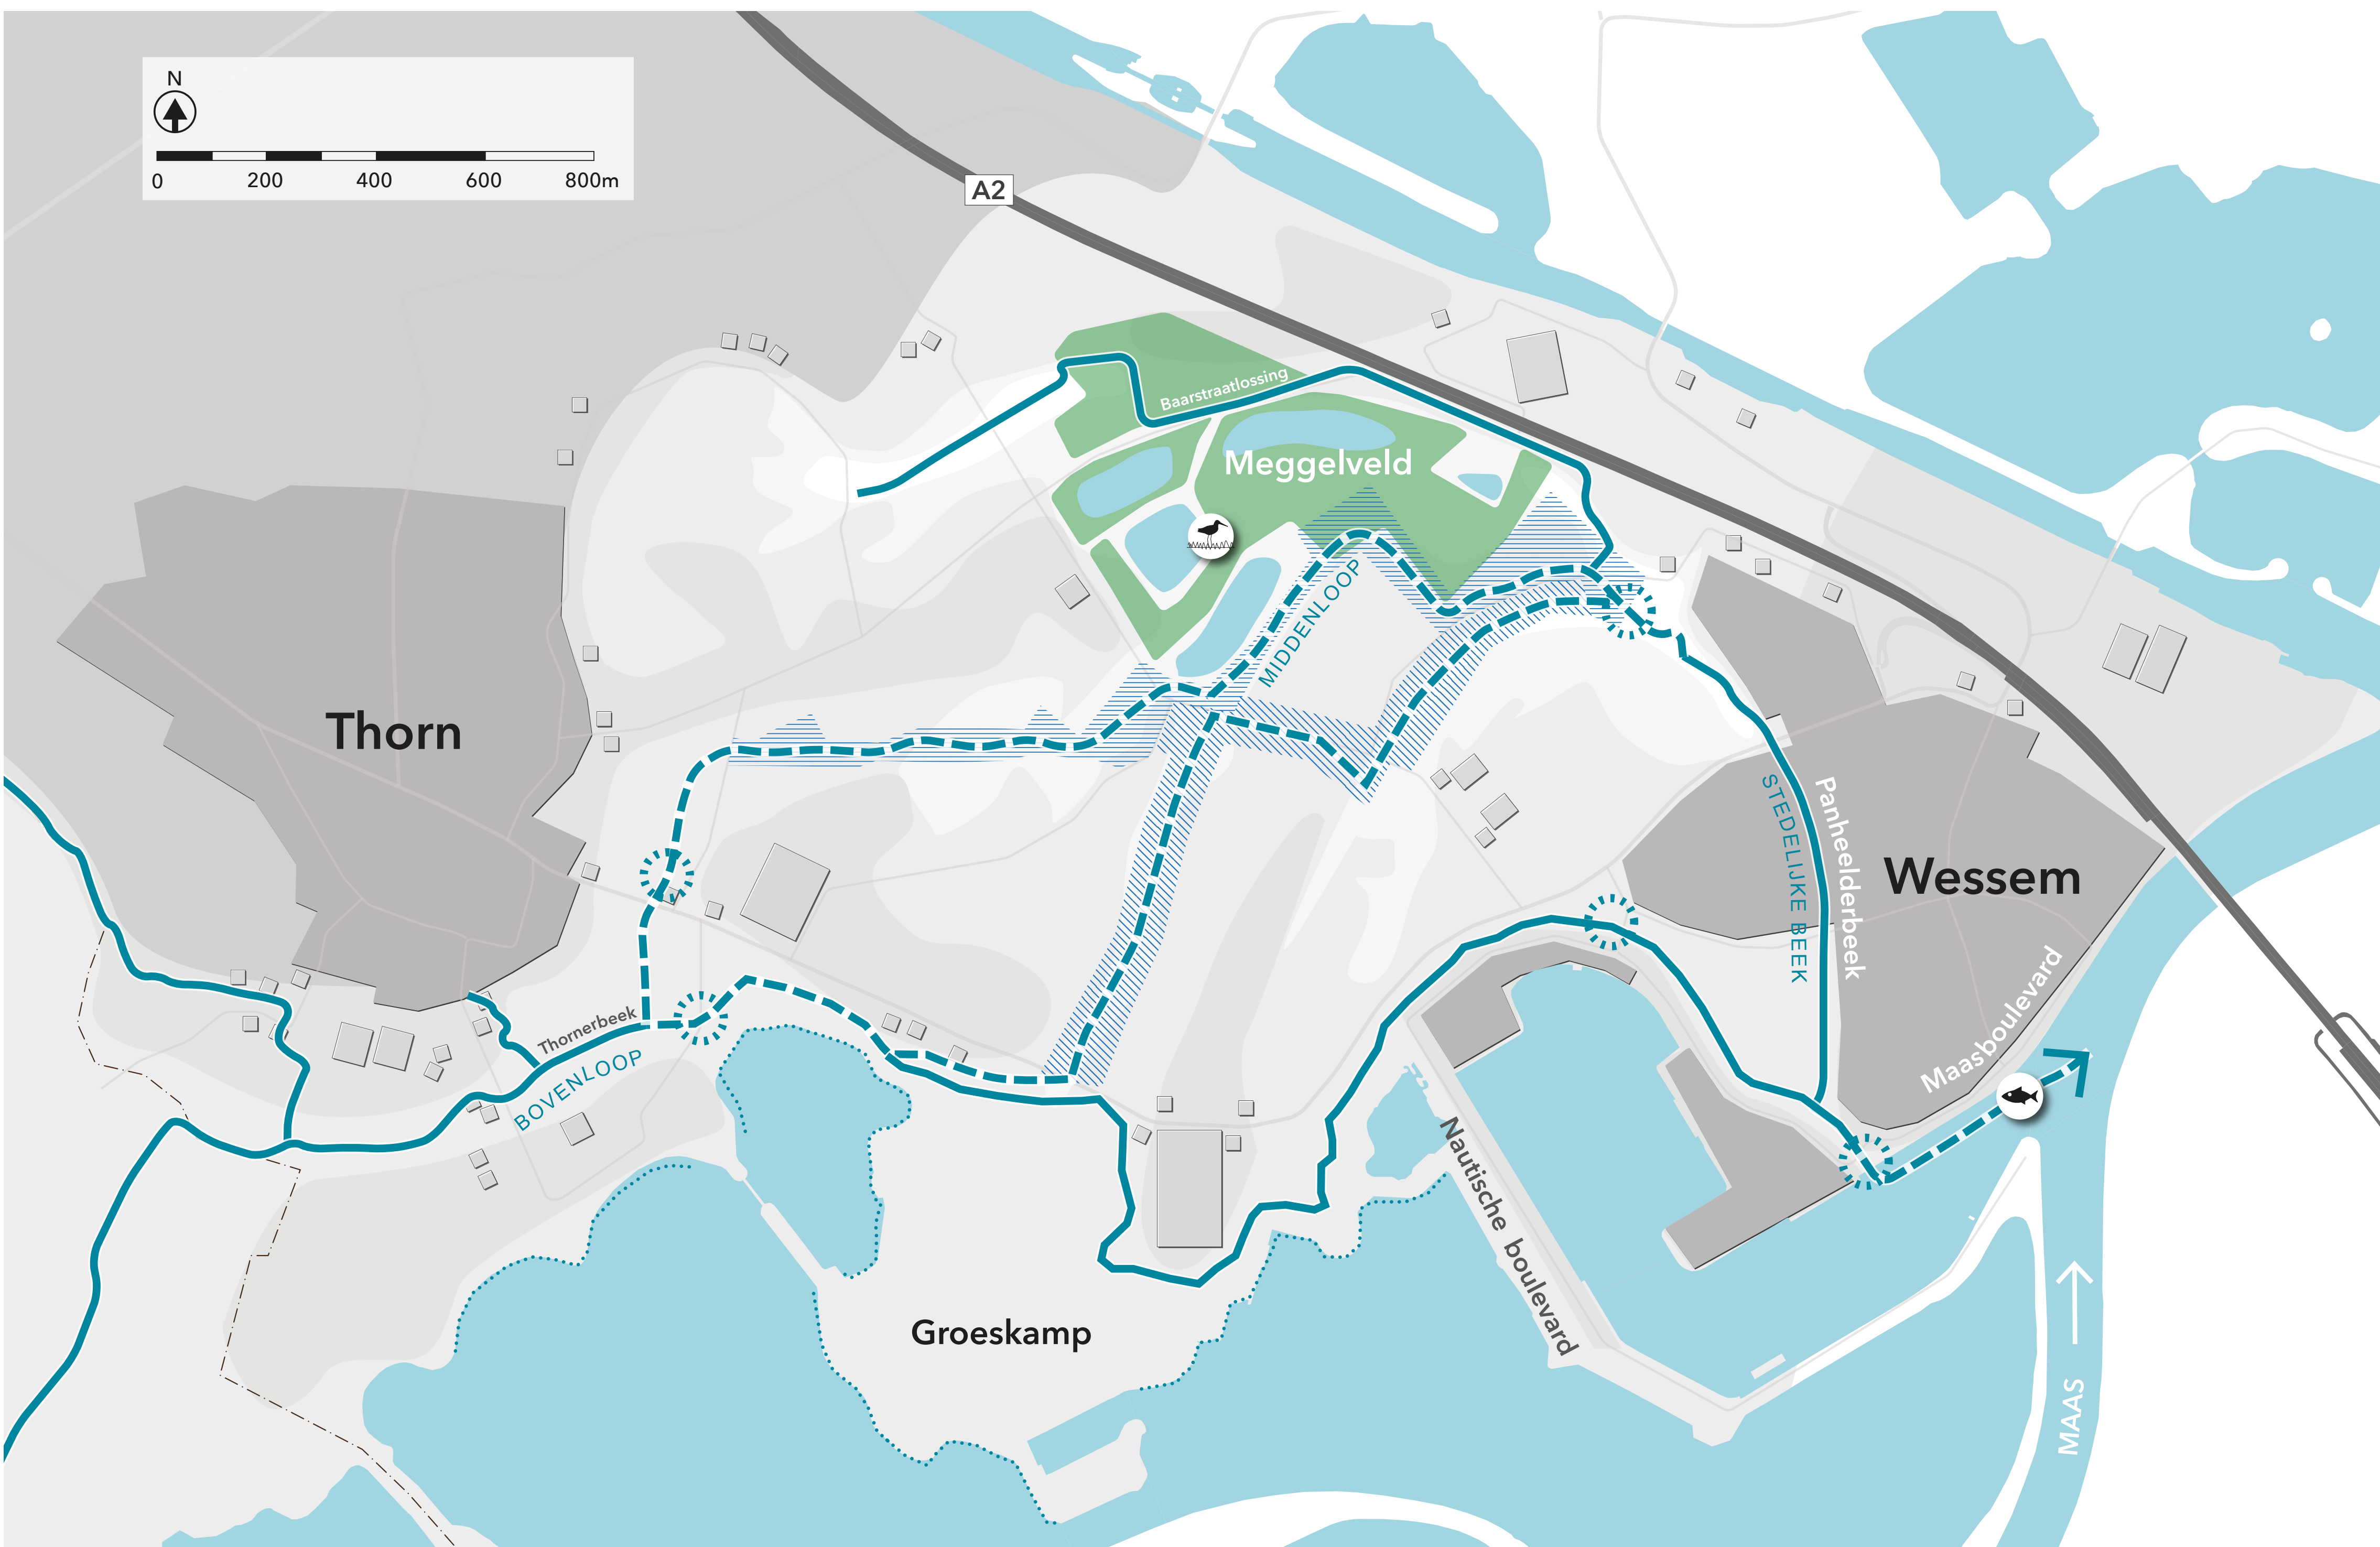 N
0 200 400 600 800m
A2
Baarstraatlossing
Meggelveld
MIDDENLOOP
Thorn
STEDELIJKE BEEK
Panheelderbeek
Wessem
Maasboulevard
Thornerbeek
BOVENLOOP
Nautische boulevard
Groeskamp
MAAS